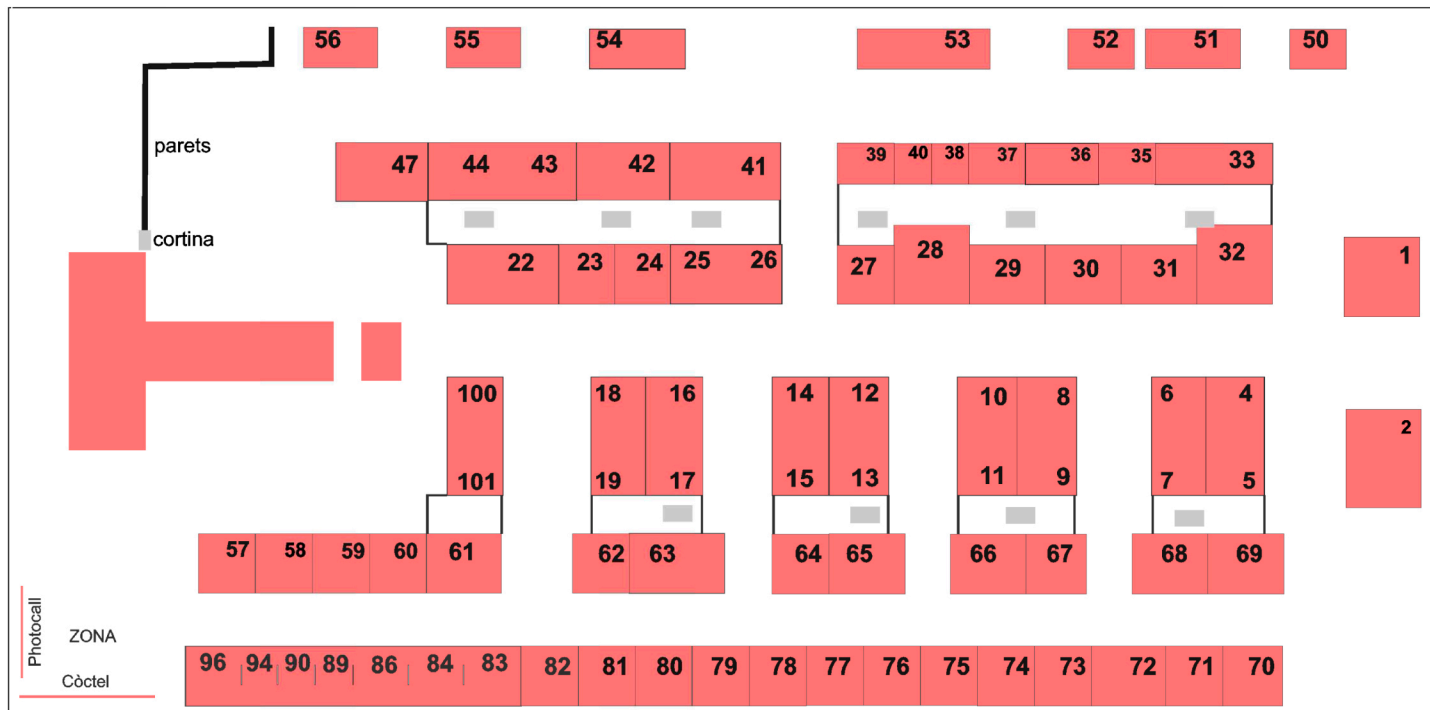 56 55 54 53 52 51 50
parets
47 44 43 42 41 39 40 38 37 36 35 33
cortina
22 23 24 25 26 27 28 29 30 31 32 1
100 18 16 14 12 10 8 6 4
2
101 19 17 15 13 11 9 7 5
57 58 59 60 61 62 63 64 65 66 67 68 69
Photocall
ZONA
Còctel
96 94 90 89 86 84 83 82 81 80 79 78 77 76 75 74 73 72 71 70